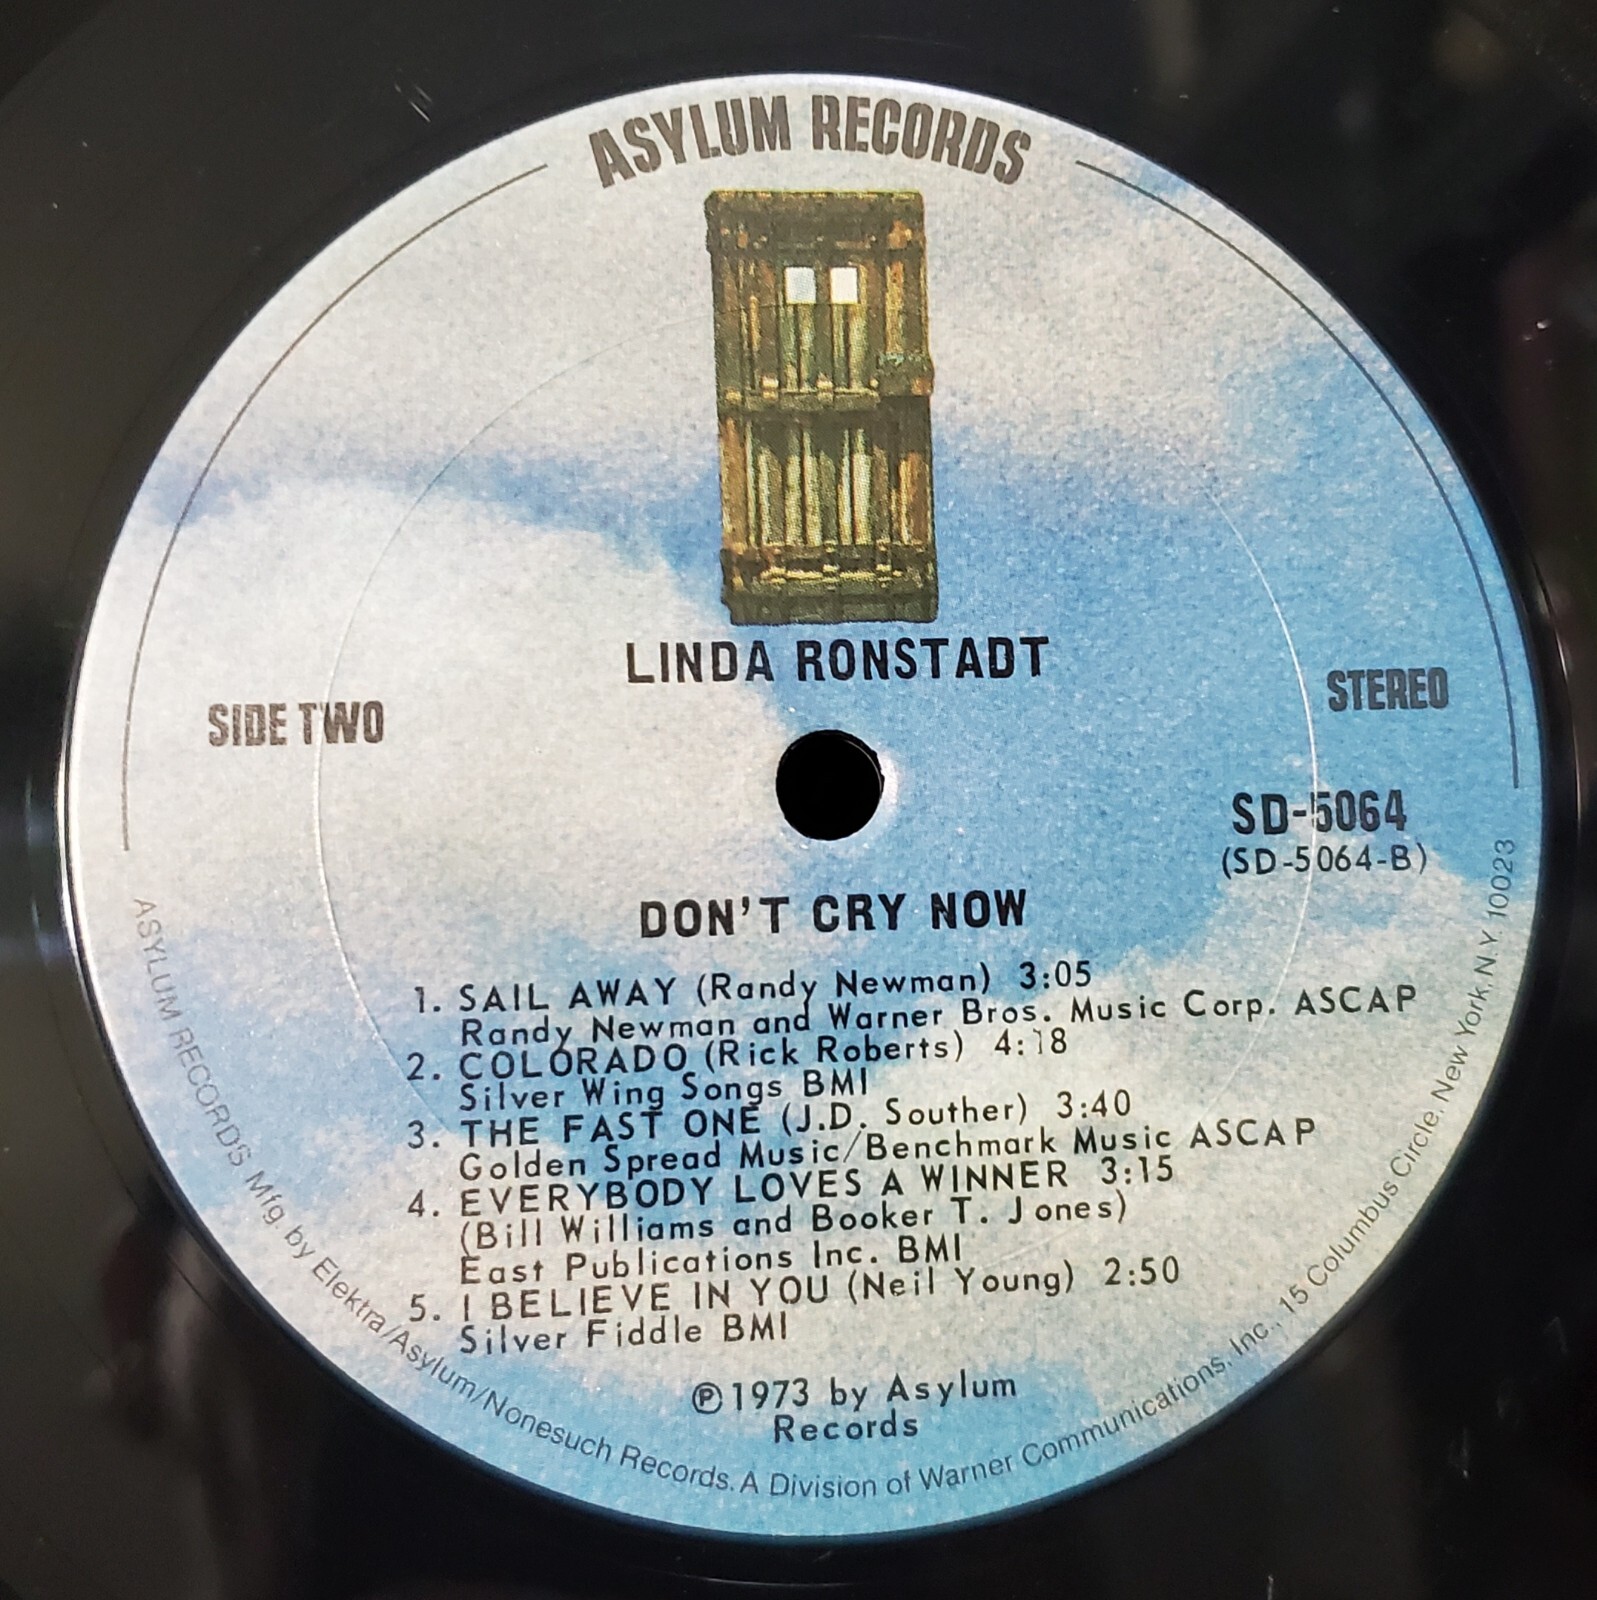 ASYLUM RECORDS
LINDA RONSTADT
SIDE TWO
STEREO
SD-5064
(SD-5064-B)
DON'T CRY NOW
1. SAIL AWAY (Randy Newman) 3:05
Randy Newman and Warner Bros. Music Corp. ASCAP
2. COLORADO (Rick Roberts) 4:18
Silver Wing Songs BMI
3. THE FAST ONE (J.D. Souther) 3:40
Golden Spread Music/Benchmark Music ASCAP
4. EVERYBODY LOVES A WINNER 3:15
(Bill Williams and Booker T. Jones)
East Publications Inc. BMI
5. I BELIEVE IN YOU (Neil Young) 2:50
Silver Fiddle BMI
℗1973 by Asylum
Records
ASYLUM RECORDS Mfg. by Elektra/Asylum/Nonesuch Records. A Division of Warner Communications, Inc., 15 Columbus Circle, New York, N.Y. 10023